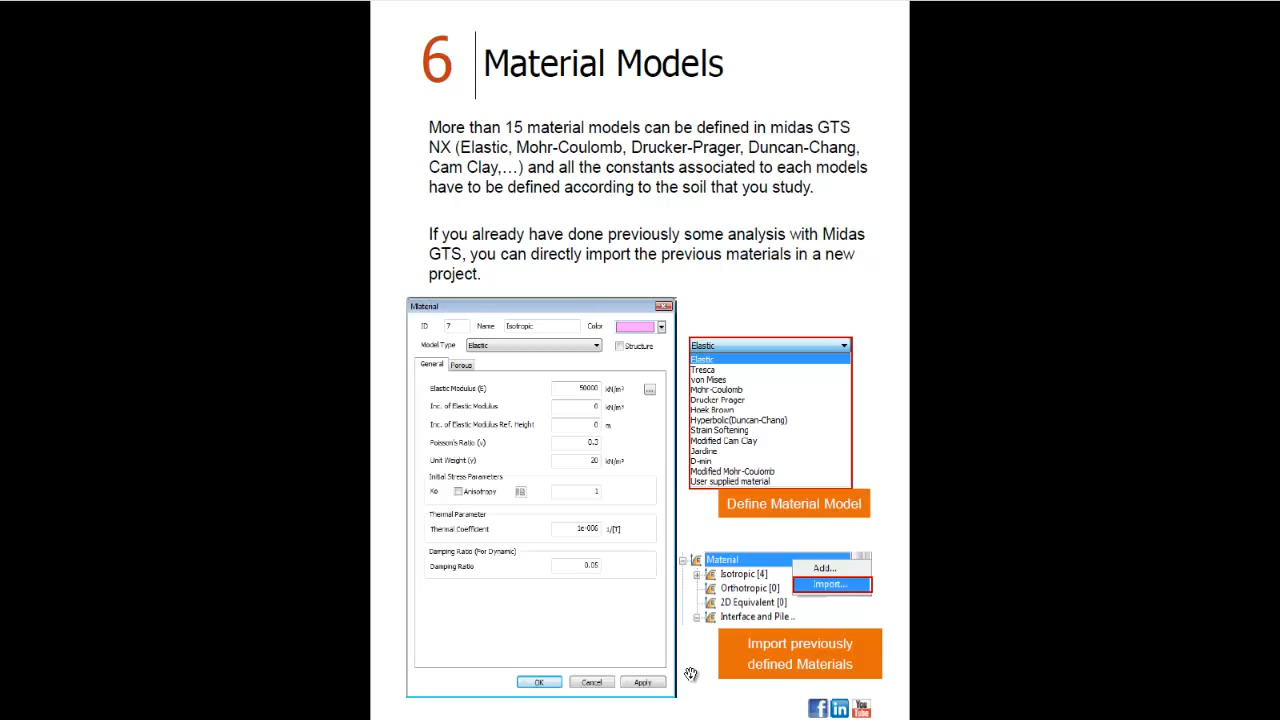 6 Material Models
More than 15 material models can be defined in midas GTS
NX (Elastic, Mohr-Coulomb, Drucker-Prager, Duncan-Chang,
Cam Clay,…) and all the constants associated to each models
have to be defined according to the soil that you study.
If you already have done previously some analysis with Midas
GTS, you can directly import the previous materials in a new
project.
Material
ID 7 Name Isotropic Color
Model Type Elastic Structure
General Porous
Elastic Modulus (E) 50000 kN/m²
Inc. of Elastic Modulus 0 kN/m³
Inc. of Elastic Modulus Ref. Height 0 m
Poisson's Ratio (ν) 0.3
Unit Weight (γ) 20 kN/m³
Initial Stress Parameters
Ko Anisotropy 1
Thermal Parameter
Thermal Coefficient 1e-006 1/[T]
Damping Ratio (For Dynamic)
Damping Ratio 0.05
OK Cancel Apply
Elastic
Elastic
Tresca
von Mises
Mohr-Coulomb
Drucker Prager
Hoek Brown
Hyperbolic(Duncan-Chang)
Strain Softening
Modified Cam Clay
Jardine
D-min
Modified Mohr-Coulomb
User supplied material
Define Material Model
Material
Add...
Isotropic [4]
Import...
Orthotropic [0]
2D Equivalent [0]
Interface and Pile ..
Import previously
defined Materials
f in You Tube